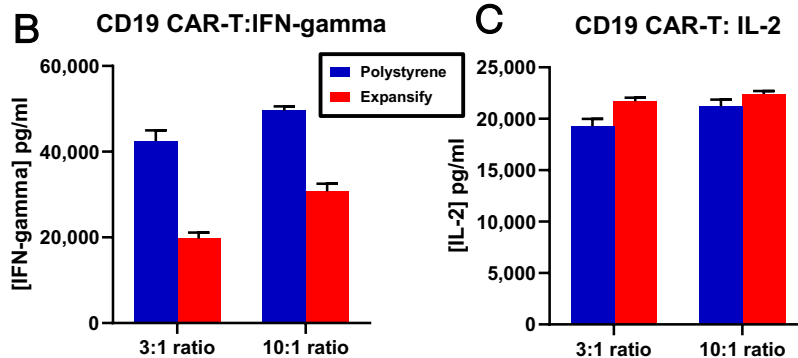 B
CD19 CAR-T:IFN-gamma
[IFN-gamma] pg/ml
60,000
40,000
20,000
0
3:1 ratio
10:1 ratio
Polystyrene
Expansify
C
CD19 CAR-T: IL-2
[IL-2] pg/ml
25,000
20,000
15,000
10,000
5,000
0
3:1 ratio
10:1 ratio